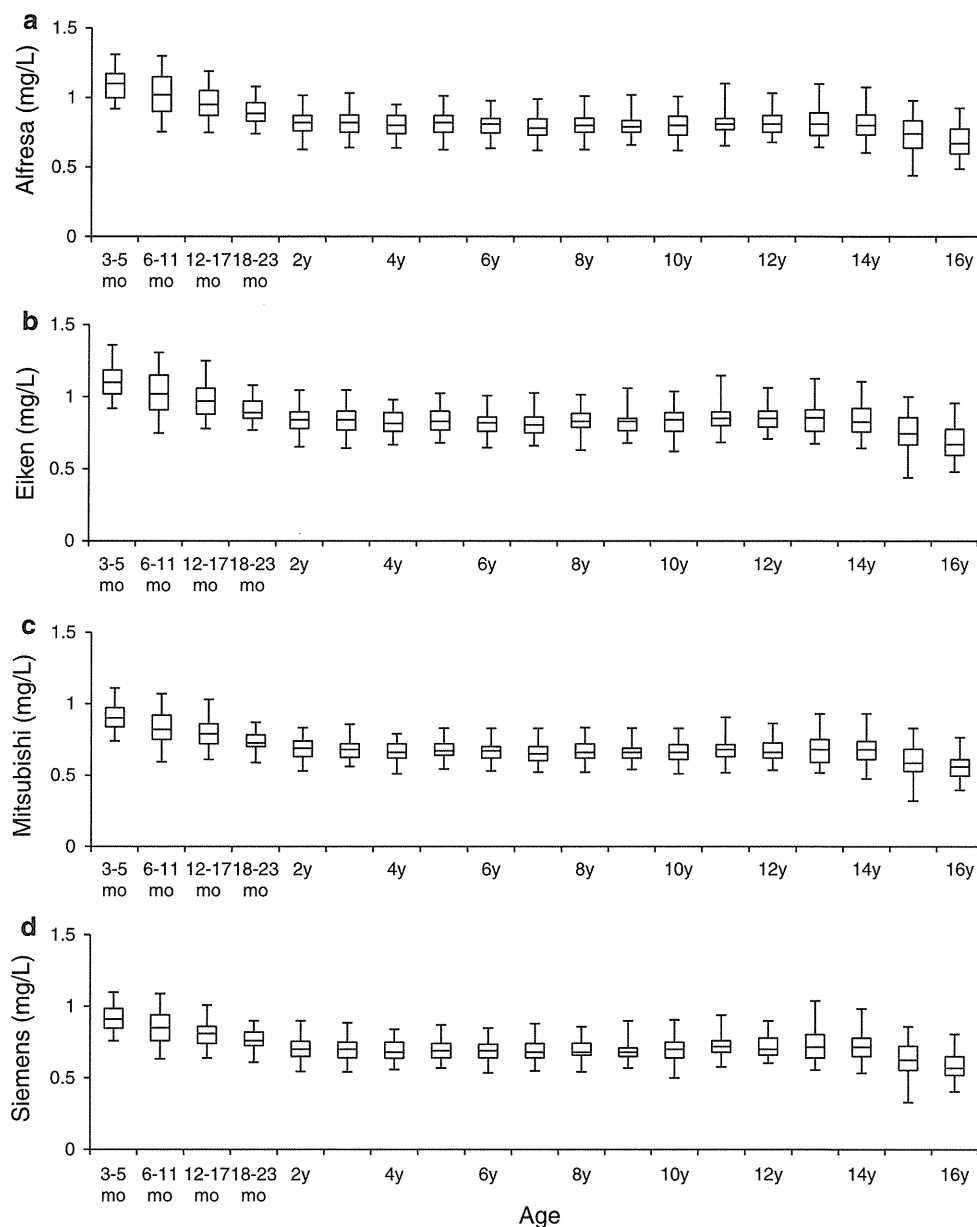 a
Alfresa (mg/L)
1.5
1
0.5
0
3-5 6-11 12-17 18-23 2y 4y 6y 8y 10y 12y 14y 16y
mo mo mo mo
b
Eiken (mg/L)
1.5
1
0.5
0
3-5 6-11 12-17 18-23 2y 4y 6y 8y 10y 12y 14y 16y
mo mo mo mo
c
Mitsubishi (mg/L)
1.5
1
0.5
0
3-5 6-11 12-17 18-23 2y 4y 6y 8y 10y 12y 14y 16y
mo mo mo mo
d
Siemens (mg/L)
1.5
1
0.5
0
3-5 6-11 12-17 18-23 2y 4y 6y 8y 10y 12y 14y 16y
mo mo mo mo
Age